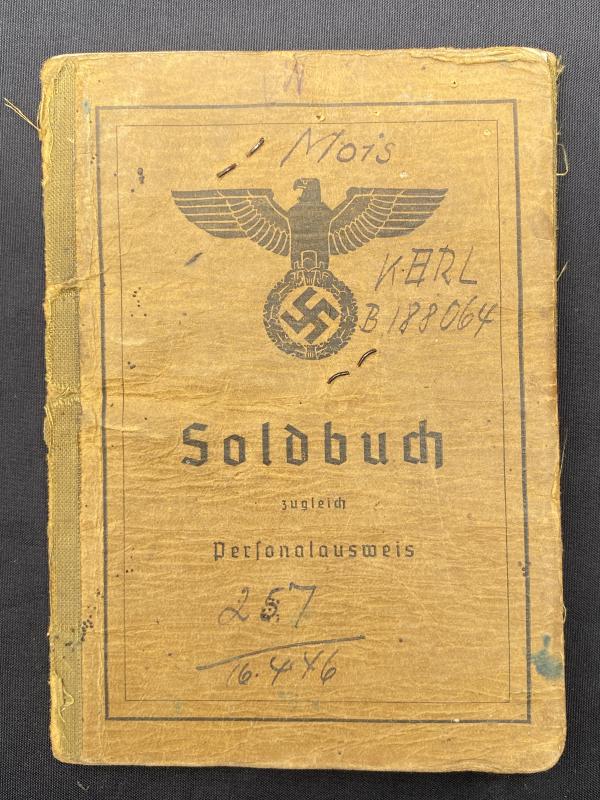 Mois
KARL
B 188064
Soldbuch
zugleich
Personalausweis
257
16.4.46